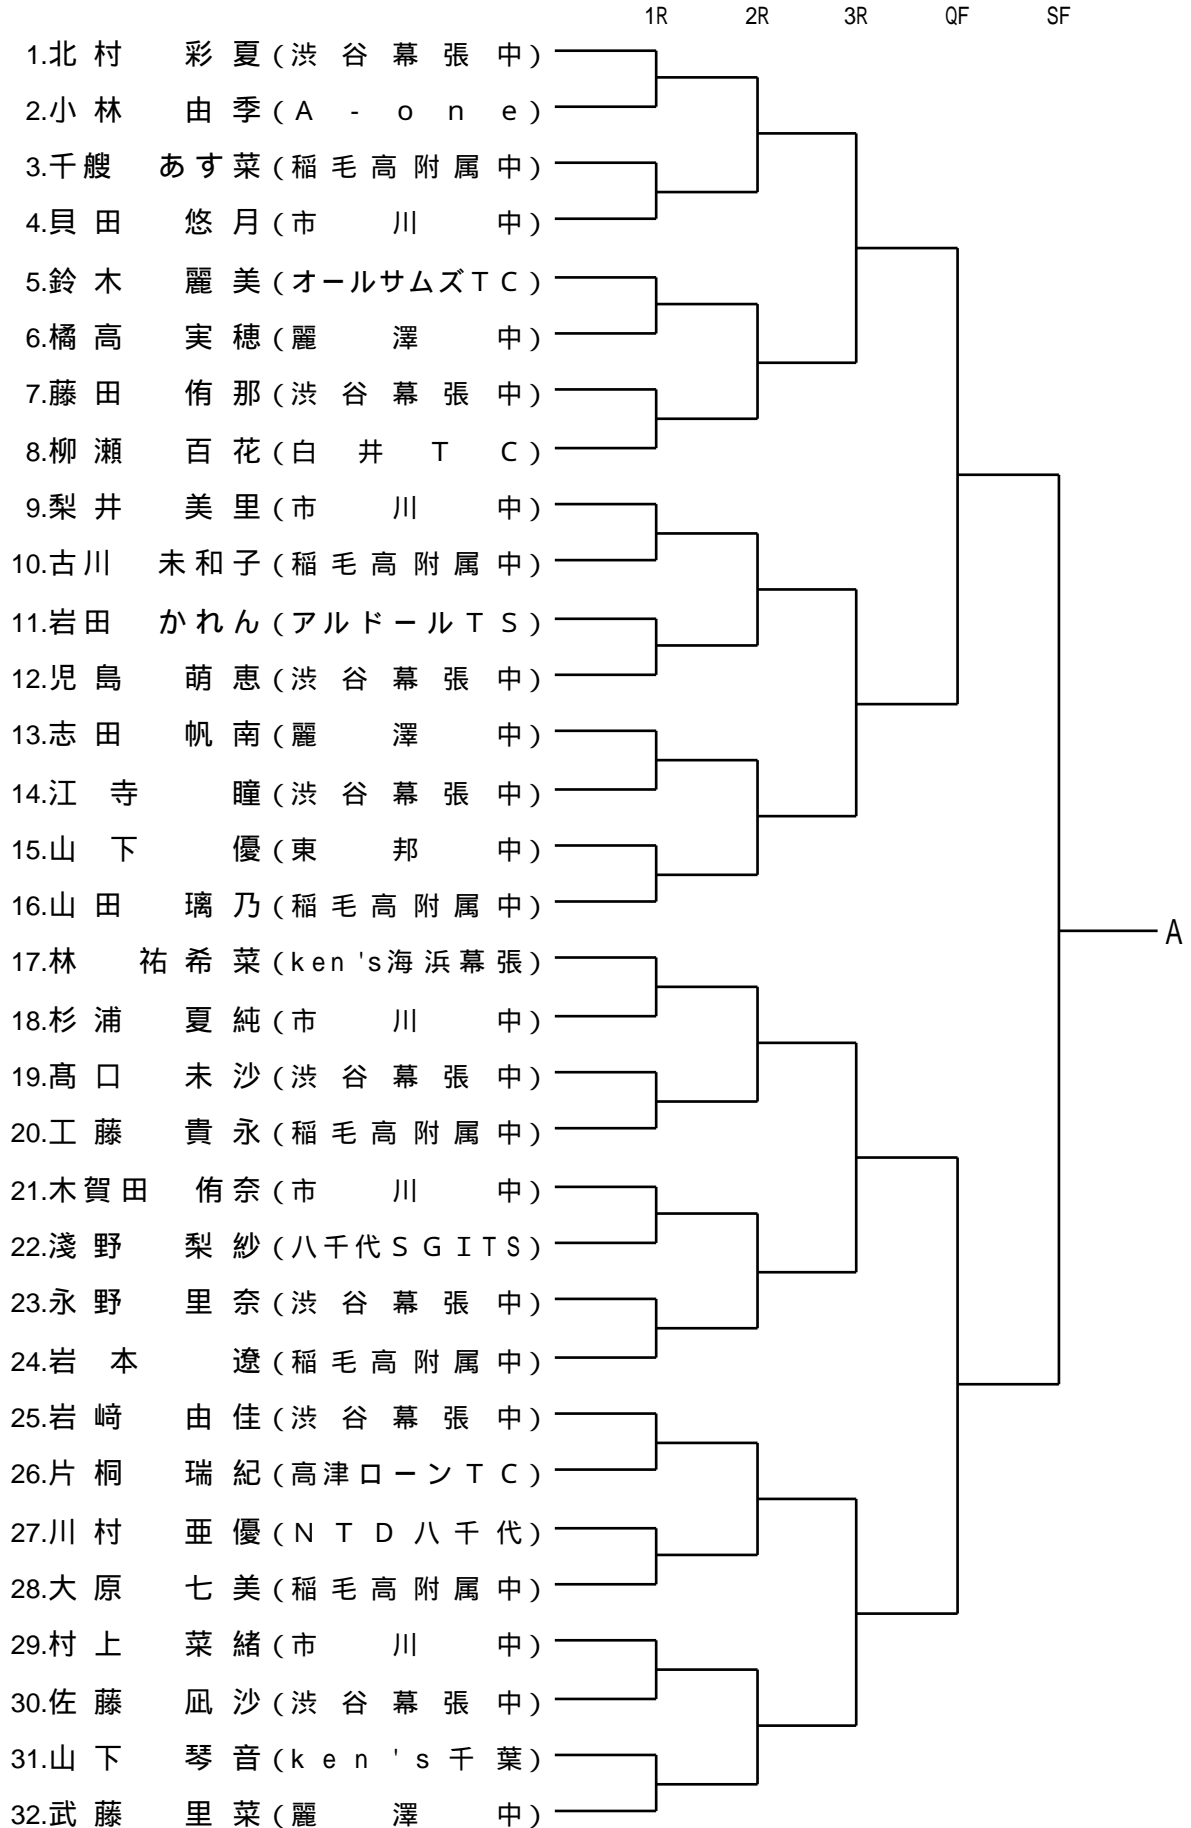 1R 2R 3R QF SF
1.北村 彩夏(渋谷幕張中)
2.小林 由季(A-one)
3.千艘 あす菜(稲毛高附属中)
4.貝田 悠月(市川中)
5.鈴木 麗美(オールサムズTC)
6.橘高 実穂(麗澤中)
7.藤田 侑那(渋谷幕張中)
8.柳瀬 百花(白井TC)
9.梨井 美里(市川中)
10.古川 未和子(稲毛高附属中)
11.岩田 かれん(アルドールTS)
12.児島 萌恵(渋谷幕張中)
13.志田 帆南(麗澤中)
14.江寺 瞳(渋谷幕張中)
15.山下 優(東邦中)
16.山田 璃乃(稲毛高附属中)
A
17.林 祐希菜(ken's海浜幕張)
18.杉浦 夏純(市川中)
19.髙口 未沙(渋谷幕張中)
20.工藤 貴永(稲毛高附属中)
21.木賀田 侑奈(市川中)
22.淺野 梨紗(八千代SGITS)
23.永野 里奈(渋谷幕張中)
24.岩本 遼(稲毛高附属中)
25.岩﨑 由佳(渋谷幕張中)
26.片桐 瑞紀(高津ローンTC)
27.川村 亜優(NTD八千代)
28.大原 七美(稲毛高附属中)
29.村上 菜緒(市川中)
30.佐藤 凪沙(渋谷幕張中)
31.山下 琴音(ken's千葉)
32.武藤 里菜(麗澤中)